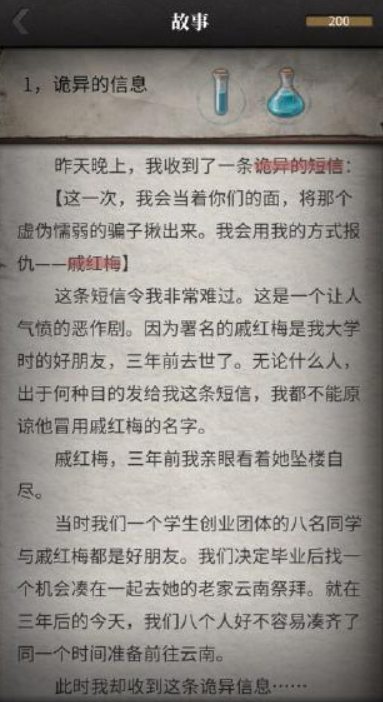 故事
200
1，诡异的信息
昨天晚上，我收到了一条诡异的短信：
【这一次，我会当着你们的面，将那个
虚伪懦弱的骗子揪出来。我会用我的方式报
仇——戚红梅】
这条短信令我非常难过。这是一个让人
气愤的恶作剧。因为署名的戚红梅是我大学
时的好朋友，三年前去世了。无论什么人，
出于何种目的发给我这条短信，我都不能原
谅他冒用戚红梅的名字。
戚红梅，三年前我亲眼看着她坠楼自
尽。
当时我们一个学生创业团体的八名同学
与戚红梅都是好朋友。我们决定毕业后找一
个机会凑在一起去她的老家云南祭拜。就在
三年后的今天，我们八个人好不容易凑齐了
同一个时间准备前往云南。
此时我却收到这条诡异信息……